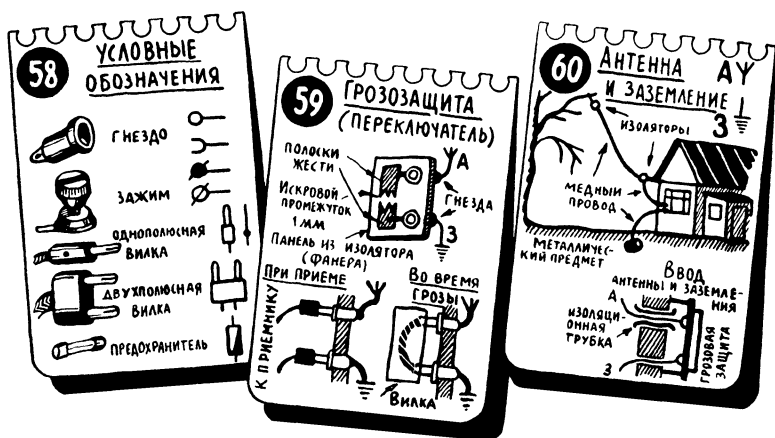 58
УСЛОВНЫЕ
ОБОЗНАЧЕНИЯ
ГНЕЗДО
ЗАЖИМ
ОДНОПОЛЮСНАЯ
ВИЛКА
ДВУХПОЛЮСНАЯ
ВИЛКА
ПРЕДОХРАНИТЕЛЬ
59
ГРОЗОЗАЩИТА
(ПЕРЕКЛЮЧАТЕЛЬ)
ПОЛОСКИ
ЖЕСТИ
А
ИСКРОВОЙ
ПРОМЕЖУТОК
1 ММ
ГНЕЗДА
З
ПАНЕЛЬ ИЗ ИЗОЛЯТОРА
(ФАНЕРА)
ПРИ ПРИЕМЕ
ВО ВРЕМЯ
ГРОЗЫ
К ПРИЕМНИКУ
ВИЛКА
60
АНТЕННА
И ЗАЗЕМЛЕНИЕ
А
З
ИЗОЛЯТОРЫ
МЕДНЫЙ
ПРОВОД
МЕТАЛЛИЧЕС-
КИЙ ПРЕДМЕТ
ВВОД
АНТЕННЫ И ЗАЗЕМЛЕ-
НИЯ
А
ИЗОЛЯЦИ-
ОННАЯ
ТРУБКА
З
ГРОЗОВАЯ
ЗАЩИТА